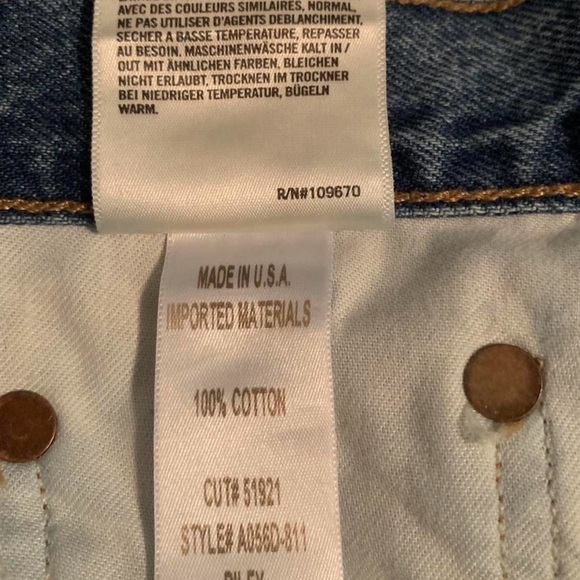 AVEC DES COULEURS SIMILAIRES, NORMAL,
NE PAS UTILISER D'AGENTS DEBLANCHIMENT,
SECHER A BASSE TEMPERATURE, REPASSER
AU BESOIN. MASCHINENWÄSCHE KALT IN /
OUT MIT ÄHNLICHEN FARBEN, BLEICHEN
NICHT ERLAUBT, TROCKNEN IM TROCKNER
BEI NIEDRIGER TEMPERATUR, BÜGELN
WARM.
R/N#109670
MADE IN U.S.A.
IMPORTED MATERIALS
100% COTTON
CUT# 51921
STYLE# A056D-811
RILEY